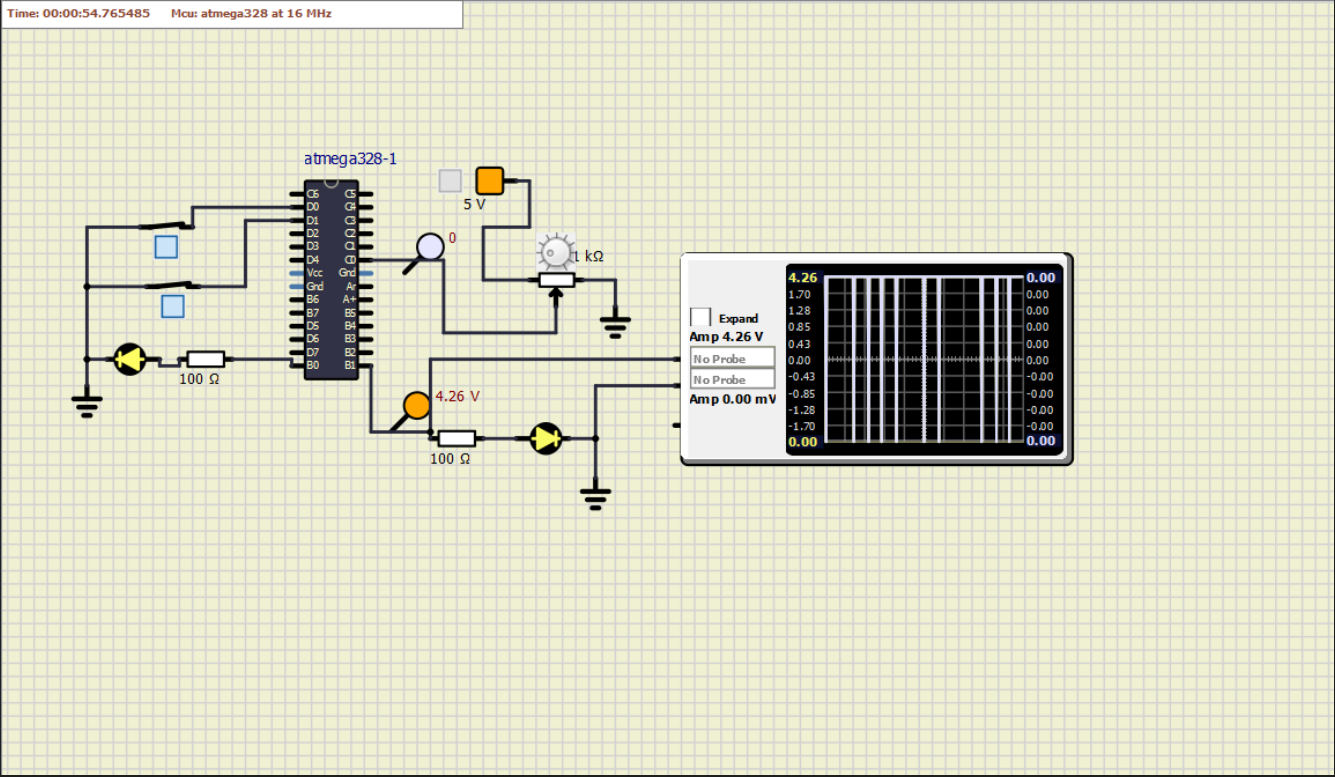 Time: 00:00:54.765485 Mcu: atmega328 at 16 MHz
atmega328-1
C6 C5
D0 C4
D1 C3
D2 C2
D3 C1
D4 C0
Vcc Gnd
Gnd Ar
B6 A+
B7 B5
D5 B4
D6 B3
D7 B2
B0 B1
5 V
0
1 kΩ
100 Ω
4.26 V
100 Ω
Expand
Amp 4.26 V
No Probe
No Probe
Amp 0.00 mV
4.26 0.00
1.70 0.00
1.28 0.00
0.85 0.00
0.43 0.00
0.00 0.00
-0.43 -0.00
-0.85 -0.00
-1.28 -0.00
-1.70 -0.00
0.00 0.00